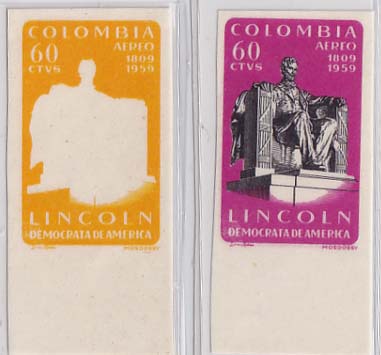 COLOMBIA
60 AEREO
CTVS 1809
1959
LINCOLN
DEMOCRATA DE AMERICA
COLOMBIA
60 AEREO
CTVS 1809
1959
LINCOLN
DEMOCRATA DE AMERICA